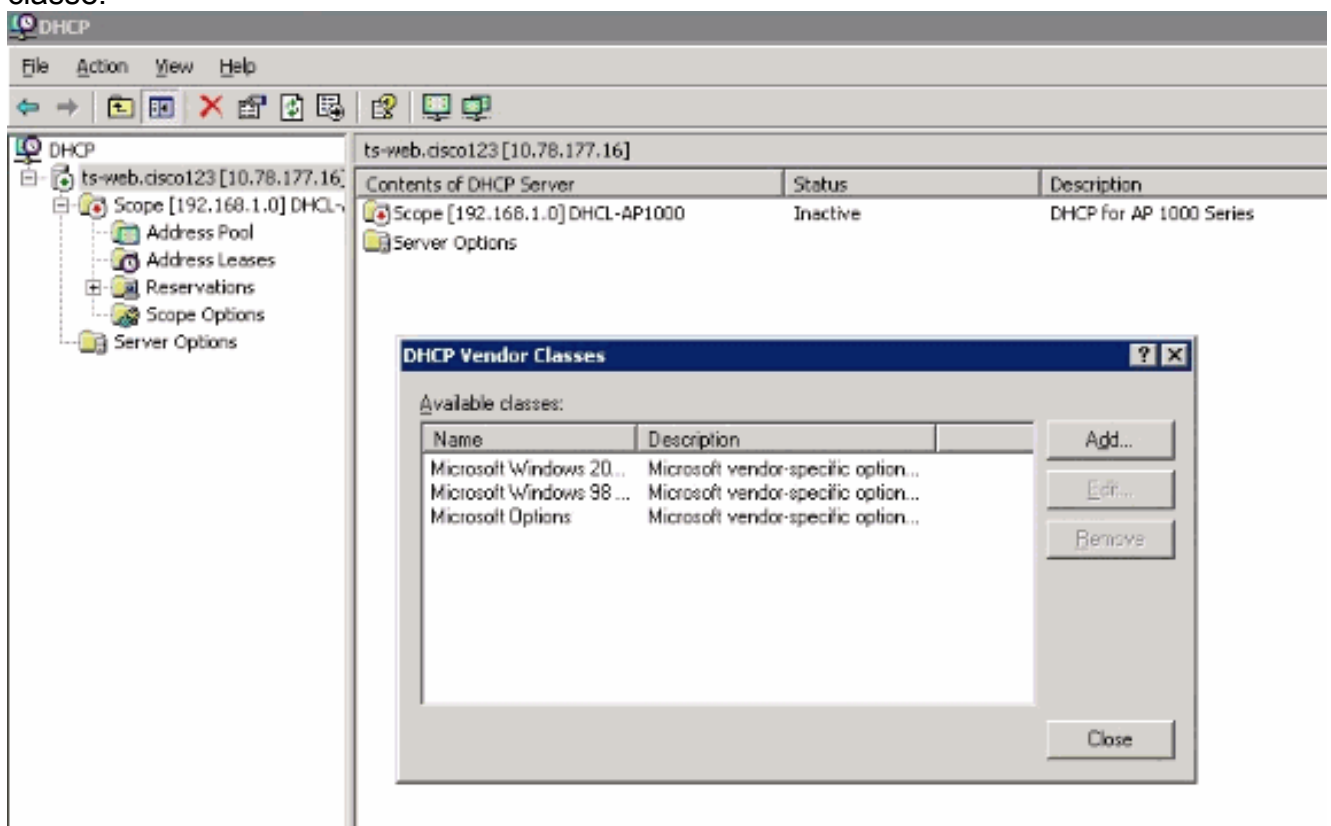 classe.
DHCP
File Action View Help
DHCP
ts-web.cisco123 [10.78.177.16]
Scope [192.168.1.0] DHCL-
Address Pool
Address Leases
Reservations
Scope Options
Server Options
ts-web.cisco123 [10.78.177.16]
Contents of DHCP Server Status Description
Scope [192.168.1.0] DHCL-AP1000 Inactive DHCP for AP 1000 Series
Server Options
DHCP Vendor Classes
Available classes:
Name Description
Microsoft Windows 20... Microsoft vendor-specific option...
Microsoft Windows 98 ... Microsoft vendor-specific option...
Microsoft Options Microsoft vendor-specific option...
Add...
Edit...
Remove
Close